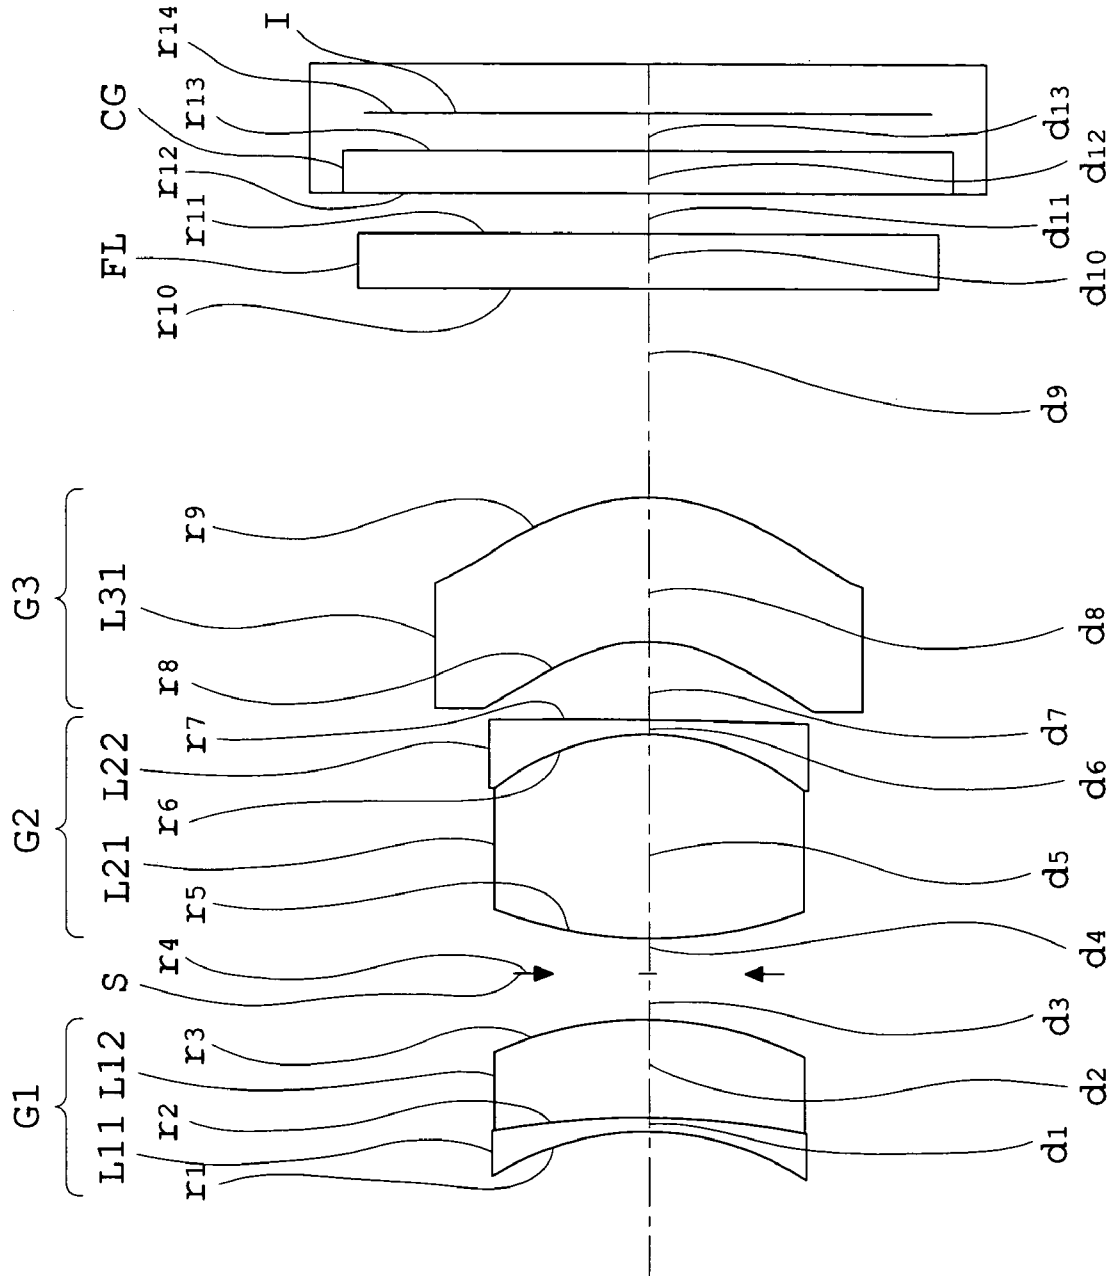 G1 G2 G3
L11 L12 S L21 L22 L31 FL CG I
r1 r2 r3 r4 r5 r6 r7 r8 r9 r10 r11 r12 r13 r14
d1 d2 d3 d4 d5 d6 d7 d8 d9 d10 d11 d12 d13